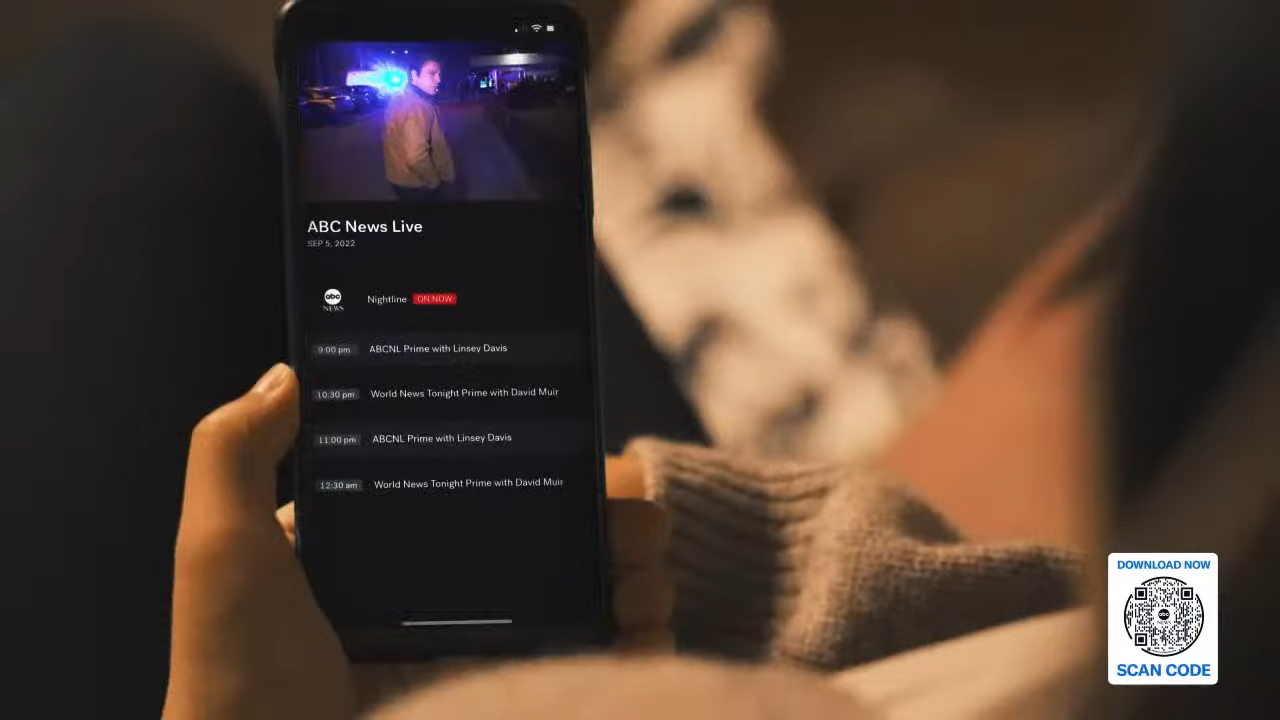 ABC News Live
SEP 5, 2022
abc
NEWS
Nightline ON NOW
9:00 pm ABCNL Prime with Linsey Davis
10:30 pm World News Tonight Prime with David Muir
11:00 pm ABCNL Prime with Linsey Davis
12:30 am World News Tonight Prime with David Muir
DOWNLOAD NOW
abc
NEWS
SCAN CODE